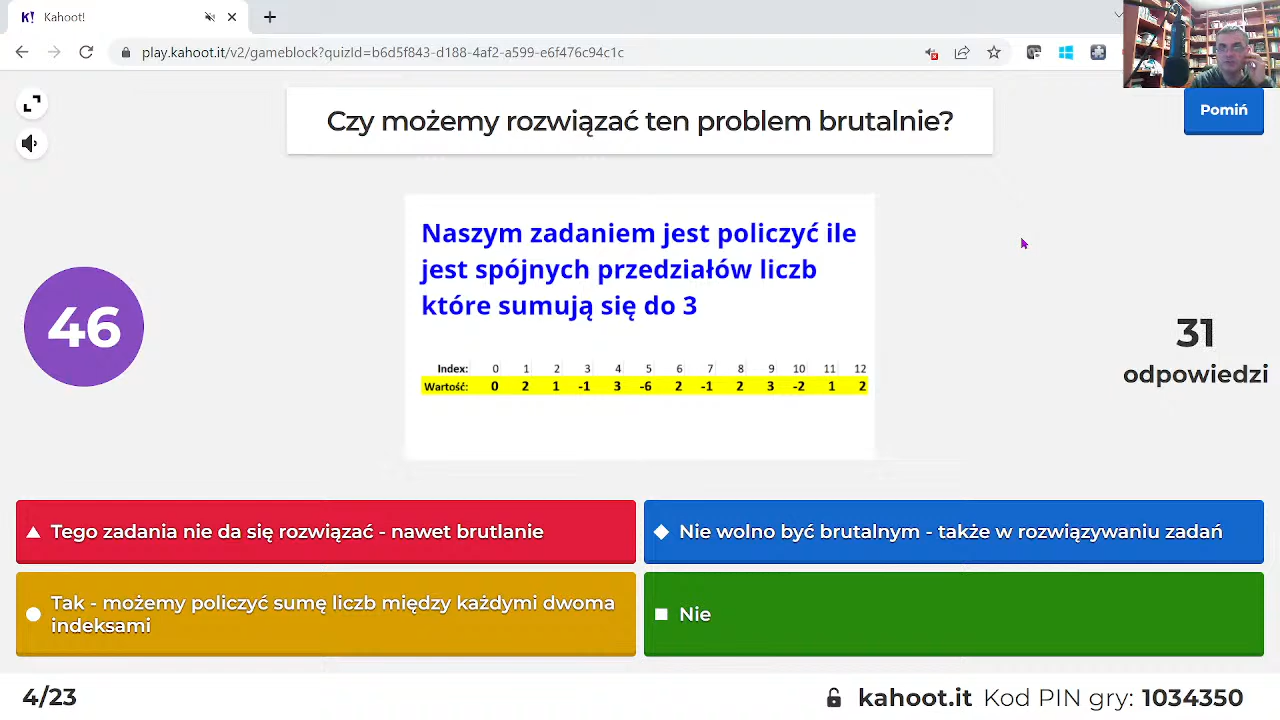 Kahoot!
play.kahoot.it/v2/gameblock?quizId=b6d5f843-d188-4af2-a599-e6f476c94c1c
Pomiń
Czy możemy rozwiązać ten problem brutalnie?
Naszym zadaniem jest policzyć ile
jest spójnych przedziałów liczb
które sumują się do 3
46
31
odpowiedzi
Index: 0 1 2 3 4 5 6 7 8 9 10 11 12
Wartość: 0 2 1 -1 3 -6 2 -1 2 3 -2 1 2
Tego zadania nie da się rozwiązać - nawet brutlanie
Nie wolno być brutalnym - także w rozwiązywaniu zadań
Tak - możemy policzyć sumę liczb między każdymi dwoma
indeksami
Nie
4/23
kahoot.it Kod PIN gry: 1034350